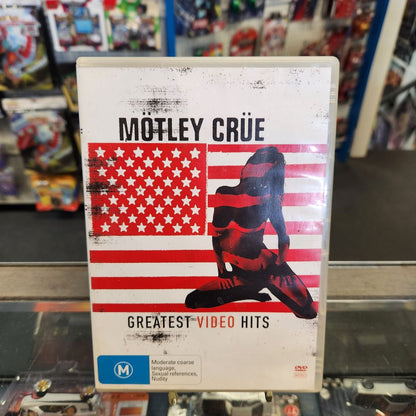 MÖTLEY CRÜE
GREATEST VIDEO HITS
M
Moderate coarse
language,
Sexual references,
Nudity
DVD